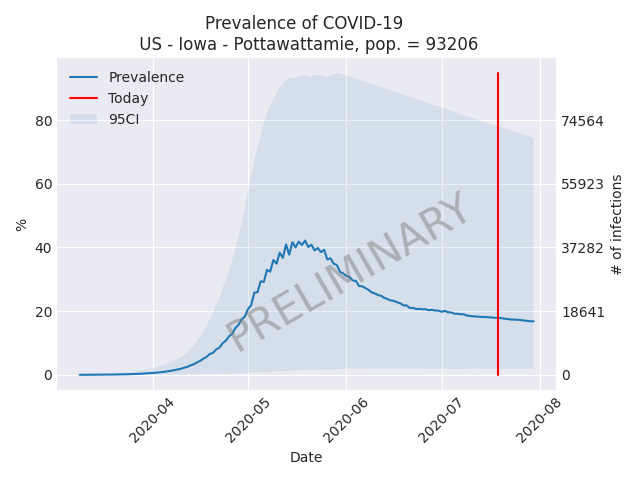 Prevalence of COVID-19
US - Iowa - Pottawattamie, pop. = 93206
Prevalence
Today
95CI
80
60
40
20
0
%
74564
55923
37282
18641
0
# of infections
PRELIMINARY
2020-04
2020-05
2020-06
2020-07
2020-08
Date